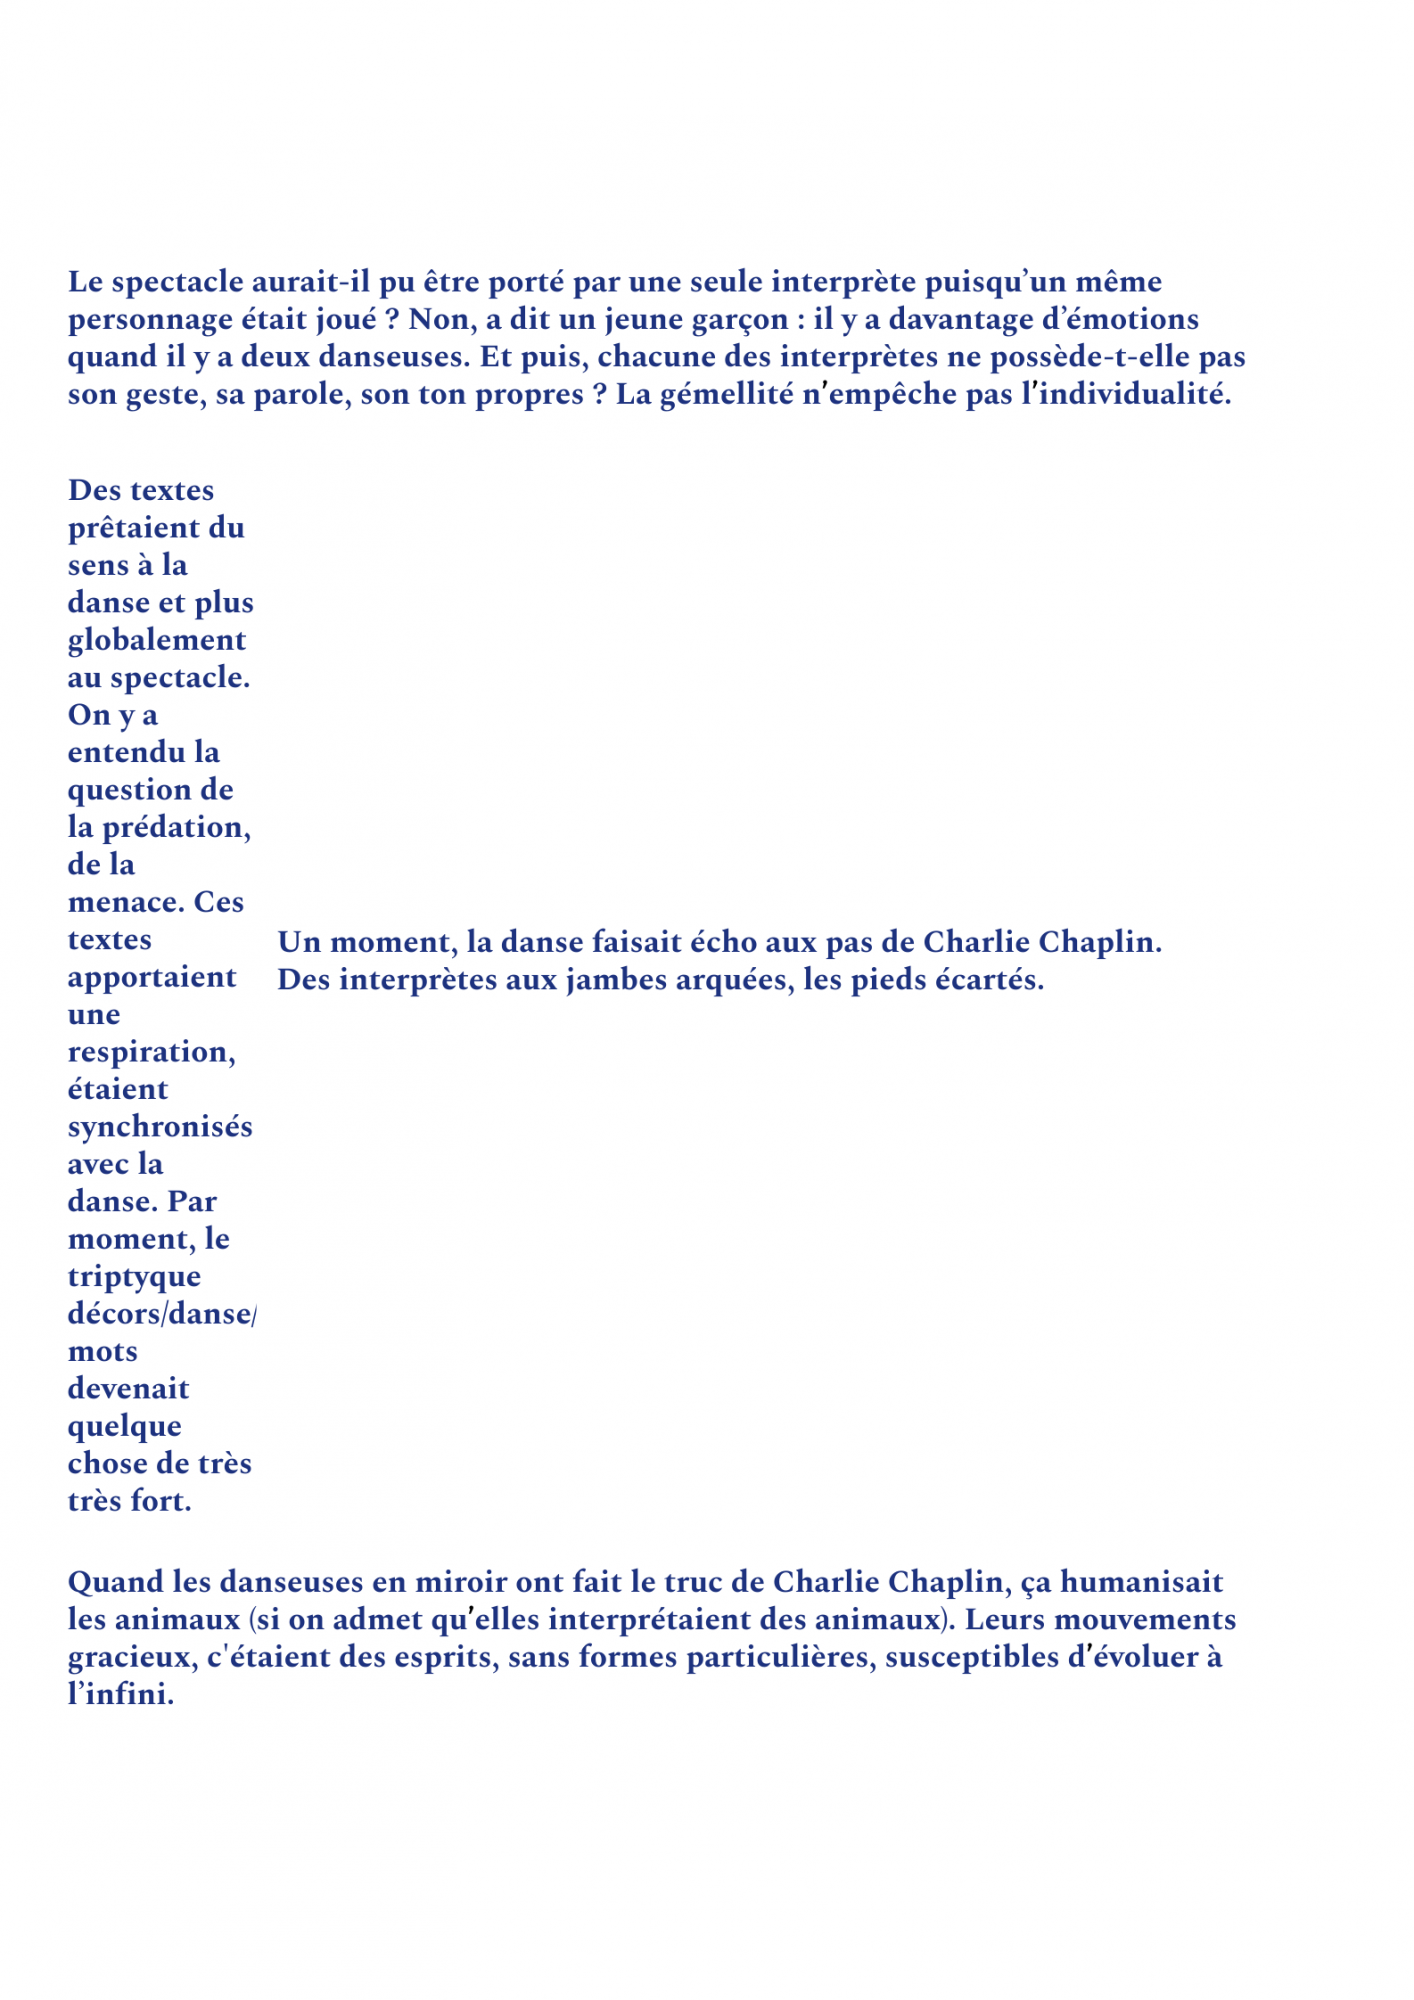 Le spectacle aurait-il pu être porté par une seule interprète puisqu’un même
personnage était joué ? Non, a dit un jeune garçon : il y a davantage d’émotions
quand il y a deux danseuses. Et puis, chacune des interprètes ne possède-t-elle pas
son geste, sa parole, son ton propres ? La gémellité n’empêche pas l’individualité.
Des textes
prêtaient du
sens à la
danse et plus
globalement
au spectacle.
On y a
entendu la
question de
la prédation,
de la
menace. Ces
textes
apportaient
une
respiration,
étaient
synchronisés
avec la
danse. Par
moment, le
triptyque
décors/danse/
mots
devenait
quelque
chose de très
très fort.
Un moment, la danse faisait écho aux pas de Charlie Chaplin.
Des interprètes aux jambes arquées, les pieds écartés.
Quand les danseuses en miroir ont fait le truc de Charlie Chaplin, ça humanisait
les animaux (si on admet qu’elles interprétaient des animaux). Leurs mouvements
gracieux, c'étaient des esprits, sans formes particulières, susceptibles d’évoluer à
l’infini.